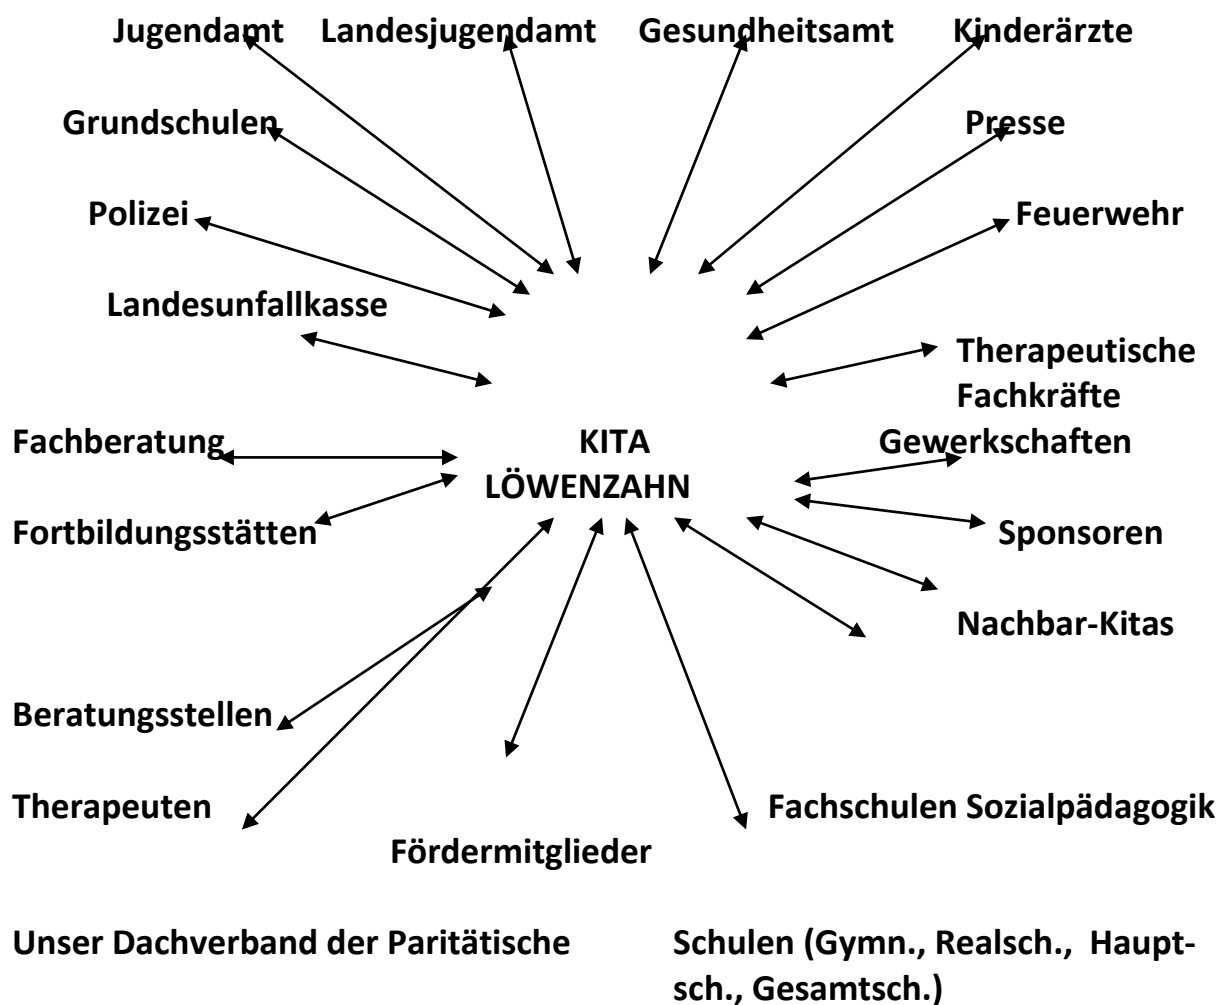 Jugendamt Landesjugendamt Gesundheitsamt Kinderärzte
Grundschulen Presse
Polizei Feuerwehr
Landesunfallkasse
Therapeutische
Fachkräfte
Fachberatung KITA Gewerkschaften
LÖWENZAHN
Fortbildungsstätten Sponsoren
Nachbar-Kitas
Beratungsstellen
Therapeuten Fachschulen Sozialpädagogik
Fördermitglieder
Unser Dachverband der Paritätische Schulen (Gymn., Realsch., Haupt-
sch., Gesamtsch.)